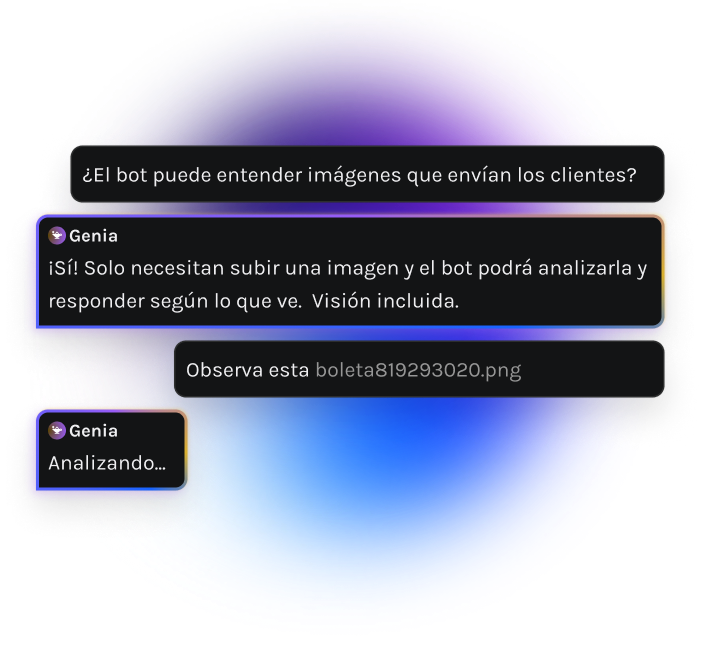 ¿El bot puede entender imágenes que envían los clientes?
Genia
¡Sí! Solo necesitan subir una imagen y el bot podrá analizarla y
responder según lo que ve. Visión incluida.
Observa esta boleta819293020.png
Genia
Analizando...